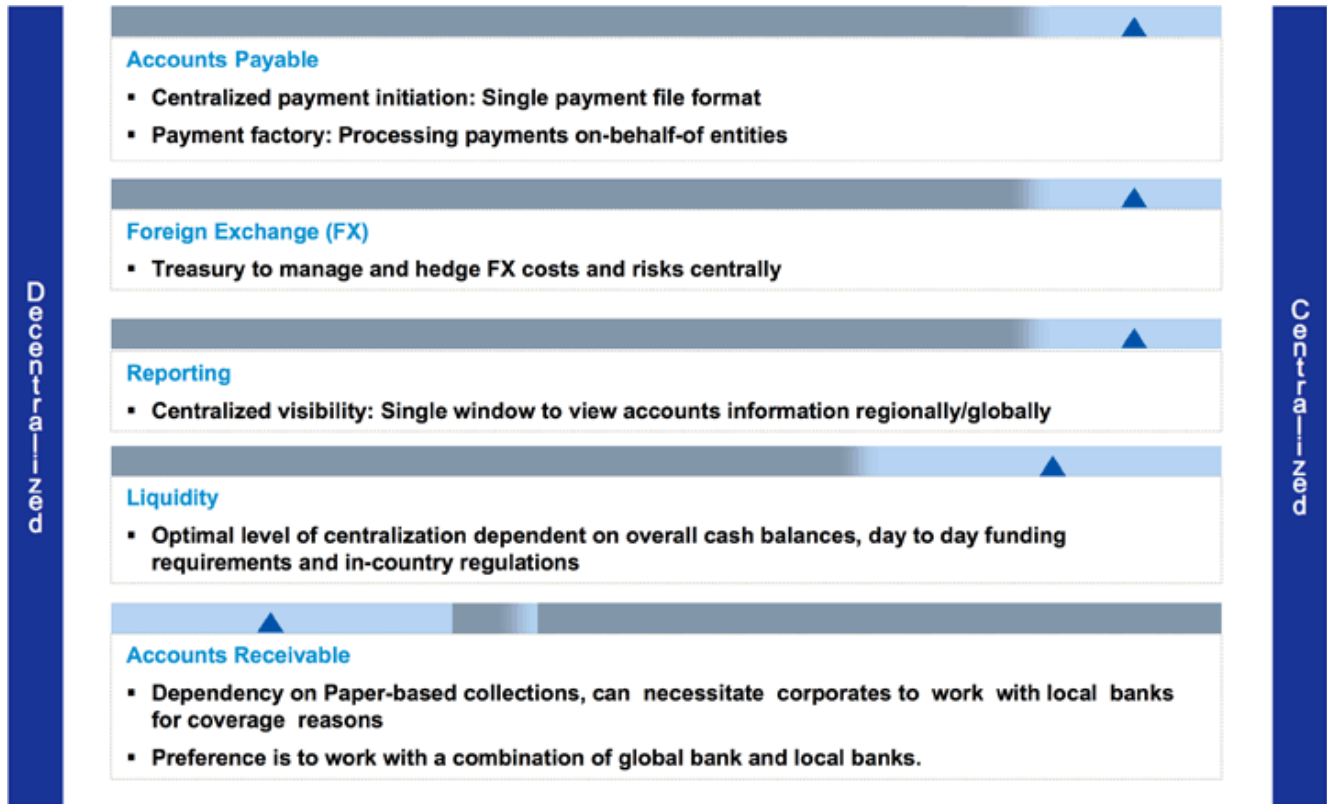 Decentralized
Accounts Payable
▪ Centralized payment initiation: Single payment file format
▪ Payment factory: Processing payments on-behalf-of entities
Foreign Exchange (FX)
▪ Treasury to manage and hedge FX costs and risks centrally
Reporting
▪ Centralized visibility: Single window to view accounts information regionally/globally
Liquidity
▪ Optimal level of centralization dependent on overall cash balances, day to day funding
requirements and in-country regulations
Accounts Receivable
▪ Dependency on Paper-based collections, can necessitate corporates to work with local banks
for coverage reasons
▪ Preference is to work with a combination of global bank and local banks.
Centralized